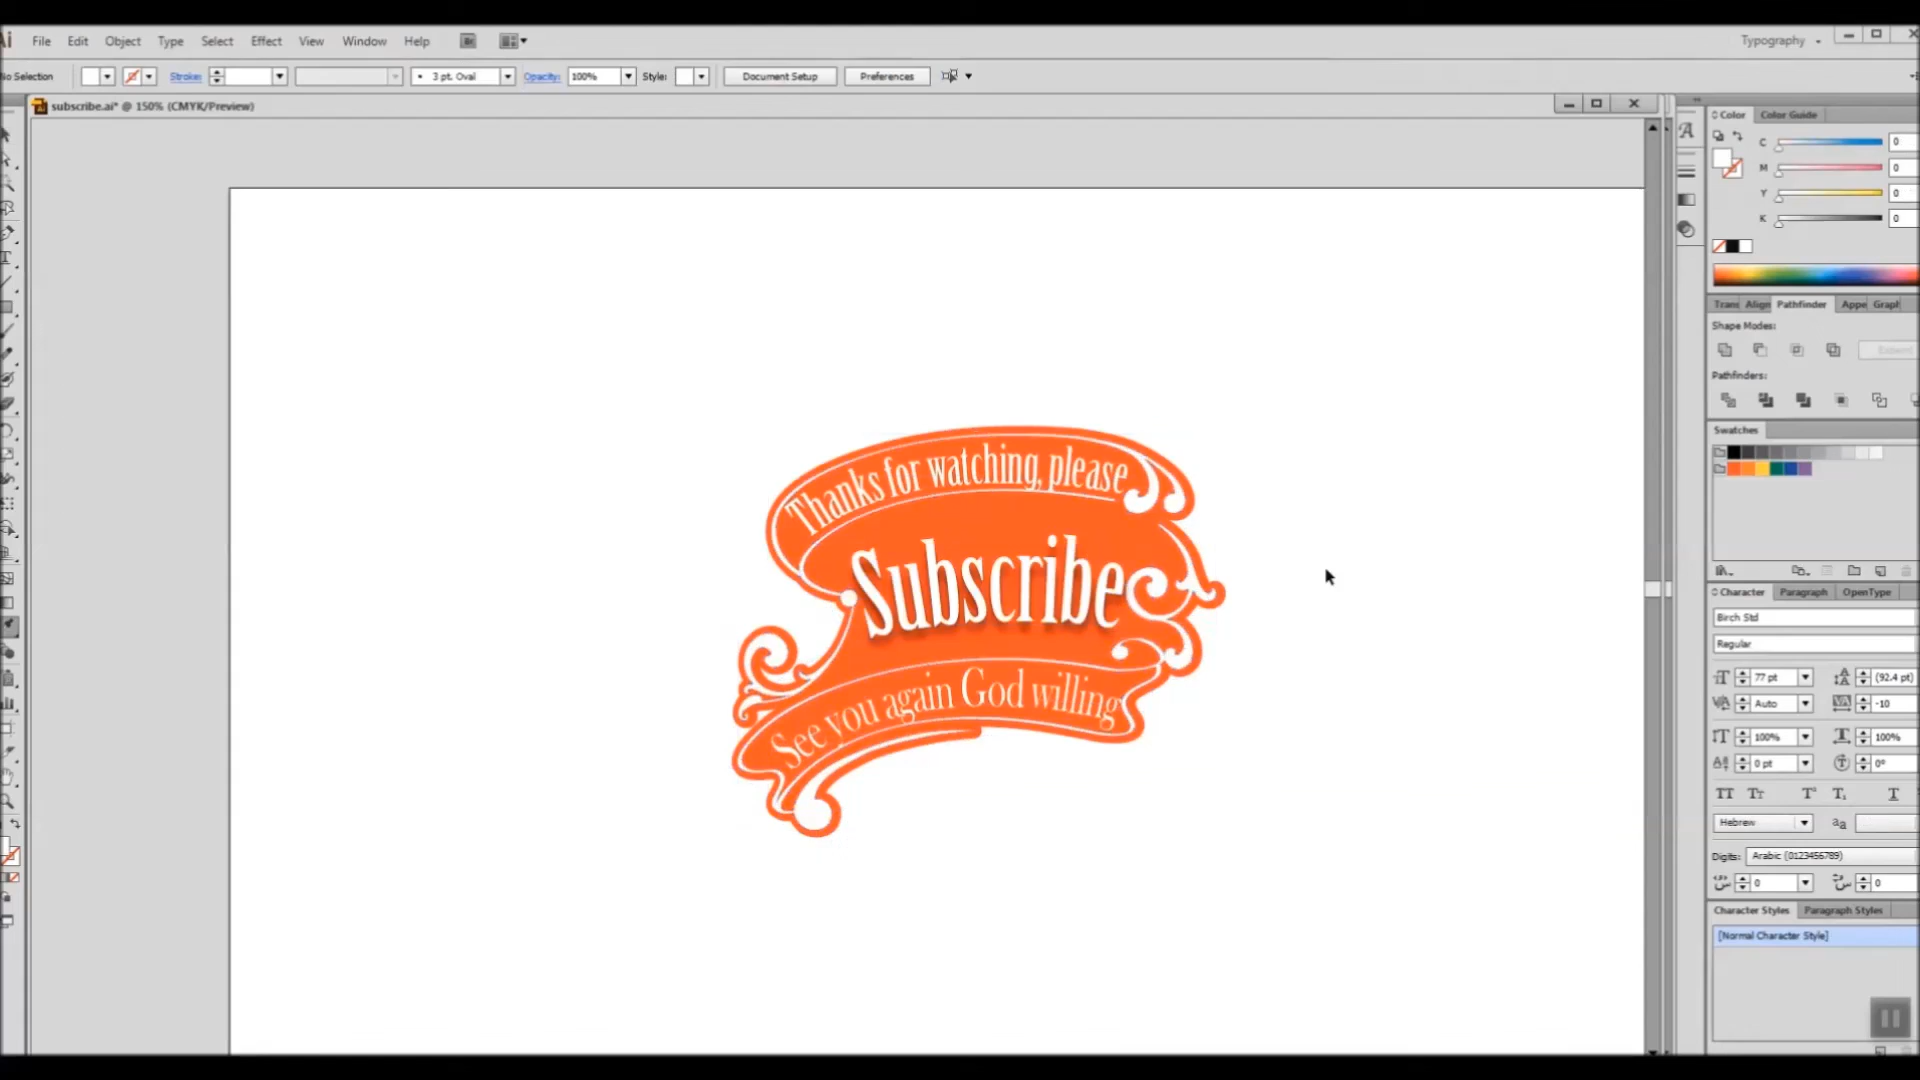 File Edit Object Type Select Effect View Window Help
Typography
No Selection
Stroke:
3 pt. Oval
Opacity:
100%
Style:
Document Setup
Preferences
subscribe.ai* @ 150% (CMYK/Preview)
Thanks for watching, please
Subscribe
See you again God willing
Color
Color Guide
C 0
M 0
Y 0
K 0
Pathfinder
Shape Modes:
Expand
Pathfinders:
Swatches
Character Paragraph OpenType
Birch Std
Regular
77 pt (92.4 pt)
Auto -10
100% 100%
0 pt 0°
Hebrew
Digits: Arabic (0123456789)
0 0
Character Styles Paragraph Styles
[Normal Character Style]